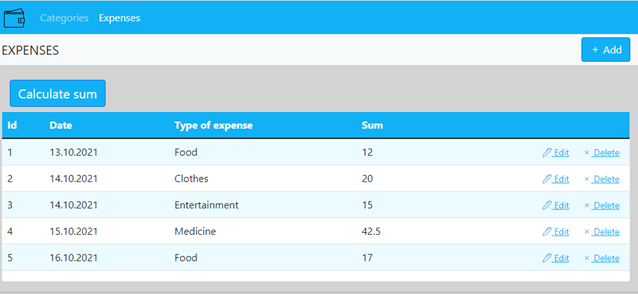 Categories Expenses
EXPENSES
+ Add
Calculate sum
Id Date Type of expense Sum
1 13.10.2021 Food 12 Edit × Delete
2 14.10.2021 Clothes 20 Edit × Delete
3 14.10.2021 Entertainment 15 Edit × Delete
4 15.10.2021 Medicine 42.5 Edit × Delete
5 16.10.2021 Food 17 Edit × Delete